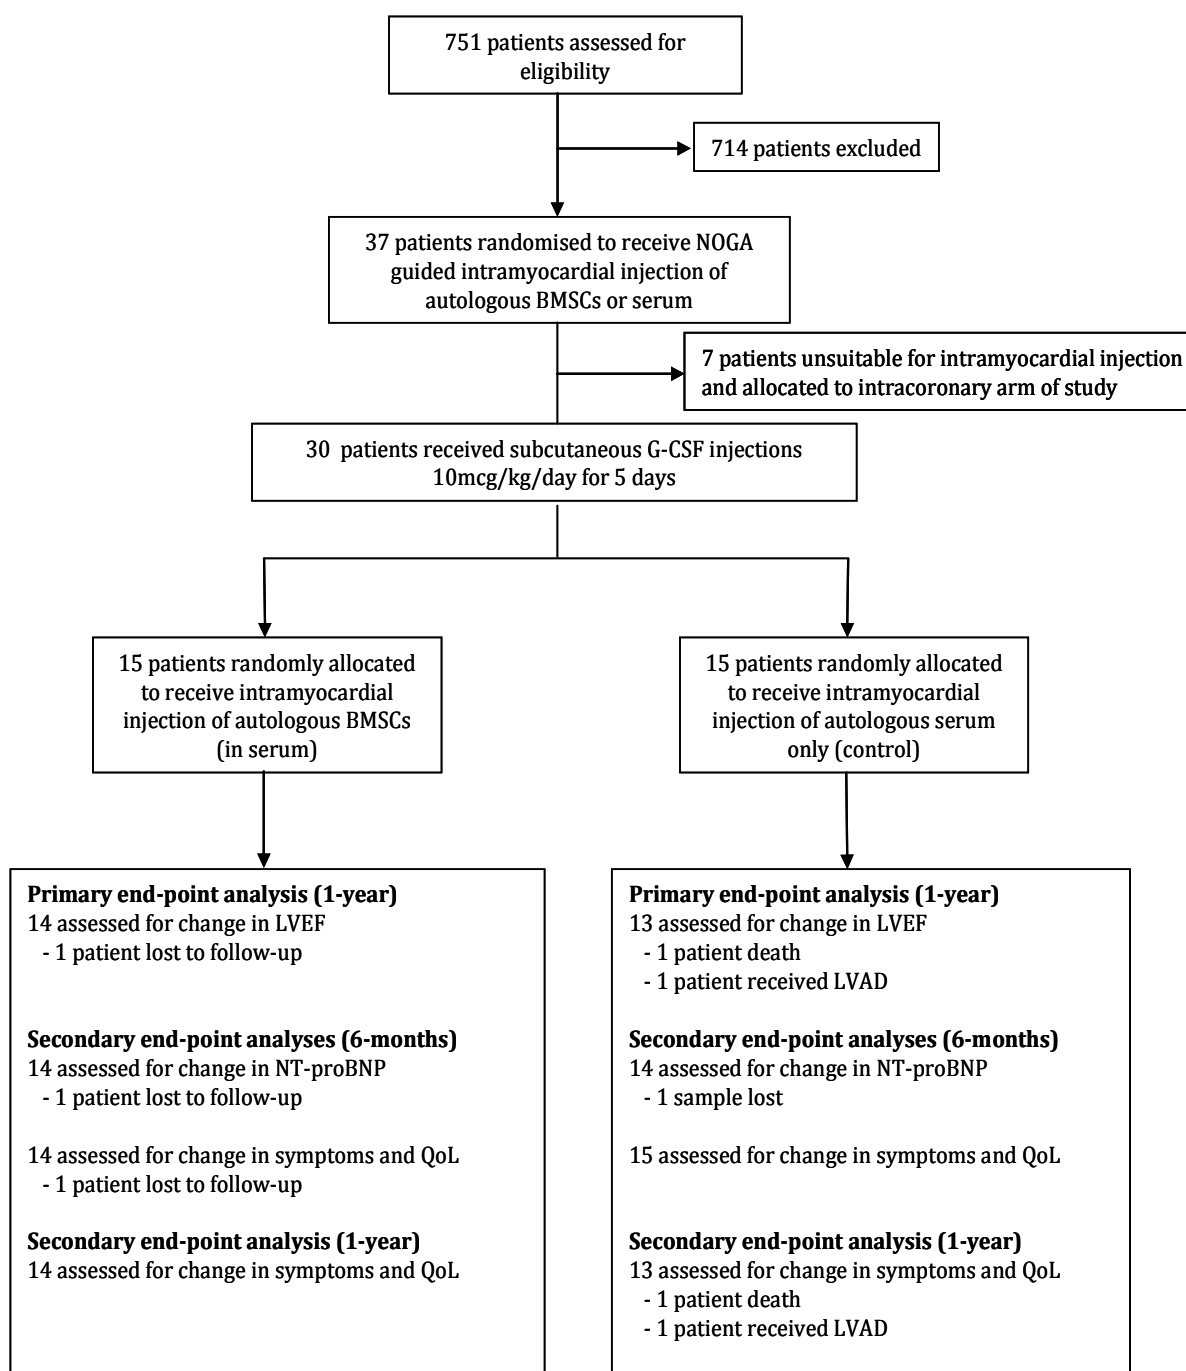 751 patients assessed for
eligibility
714 patients excluded
37 patients randomised to receive NOGA
guided intramyocardial injection of
autologous BMSCs or serum
7 patients unsuitable for intramyocardial injection
and allocated to intracoronary arm of study
30 patients received subcutaneous G-CSF injections
10mcg/kg/day for 5 days
15 patients randomly allocated
to receive intramyocardial
injection of autologous BMSCs
(in serum)
15 patients randomly allocated
to receive intramyocardial
injection of autologous serum
only (control)
Primary end-point analysis (1-year)
14 assessed for change in LVEF
- 1 patient lost to follow-up
Secondary end-point analyses (6-months)
14 assessed for change in NT-proBNP
- 1 patient lost to follow-up
14 assessed for change in symptoms and QoL
- 1 patient lost to follow-up
Secondary end-point analysis (1-year)
14 assessed for change in symptoms and QoL
Primary end-point analysis (1-year)
13 assessed for change in LVEF
- 1 patient death
- 1 patient received LVAD
Secondary end-point analyses (6-months)
14 assessed for change in NT-proBNP
- 1 sample lost
15 assessed for change in symptoms and QoL
Secondary end-point analysis (1-year)
13 assessed for change in symptoms and QoL
- 1 patient death
- 1 patient received LVAD